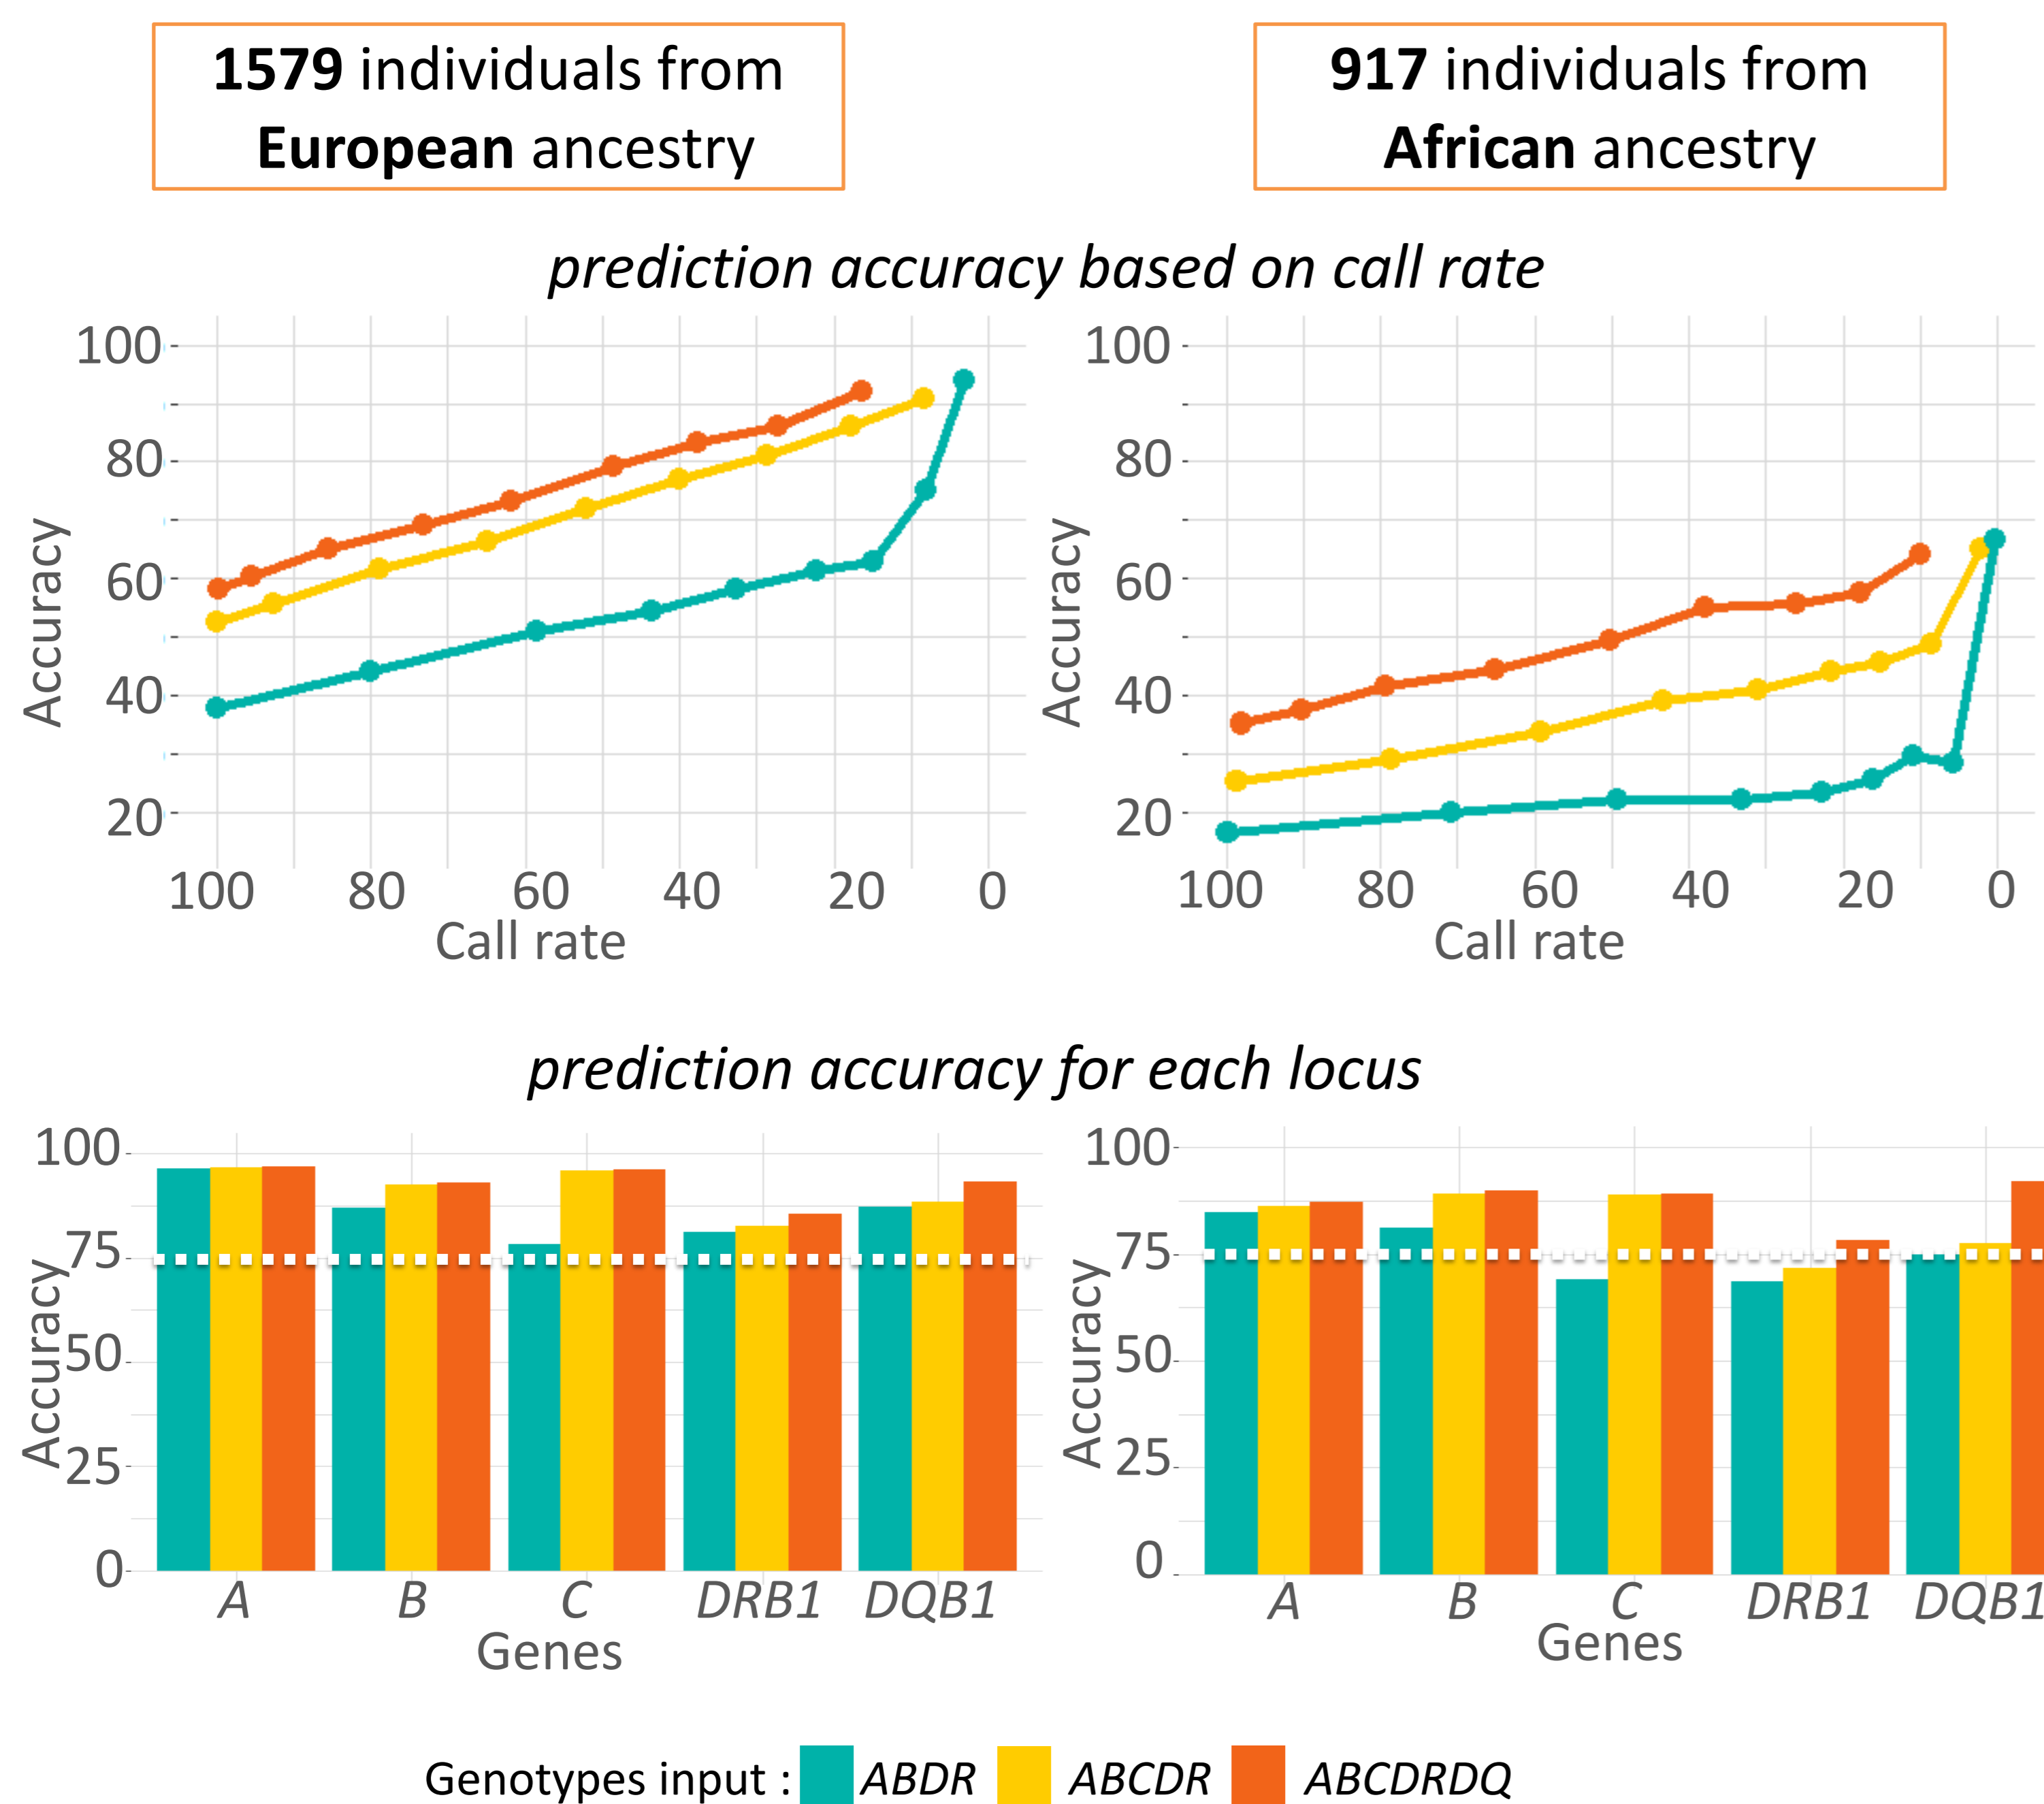 1579 individuals from
European ancestry
917 individuals from
African ancestry
prediction accuracy based on call rate
100
80
60
40
20
Accuracy
100 80 60 40 20 0
Call rate
100
80
60
40
20
Accuracy
100 80 60 40 20 0
Call rate
prediction accuracy for each locus
100
75
50
25
0
Accuracy
A B C DRB1 DQB1
Genes
100
75
50
25
0
Accuracy
A B C DRB1 DQB1
Genes
Genotypes input : ABDR ABCDR ABCDRDQ